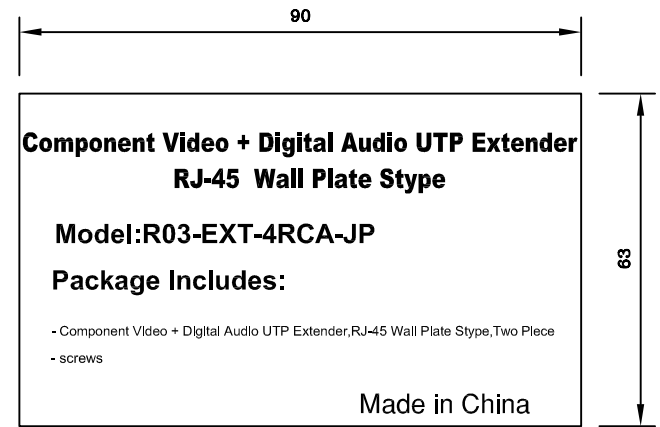 90
Component Video + Digital Audio UTP Extender
RJ-45 Wall Plate Stype
63
Model:R03-EXT-4RCA-JP
Package Includes:
- Component Video + Digital Audio UTP Extender,RJ-45 Wall Plate Stype,Two Piece
- screws
Made in China